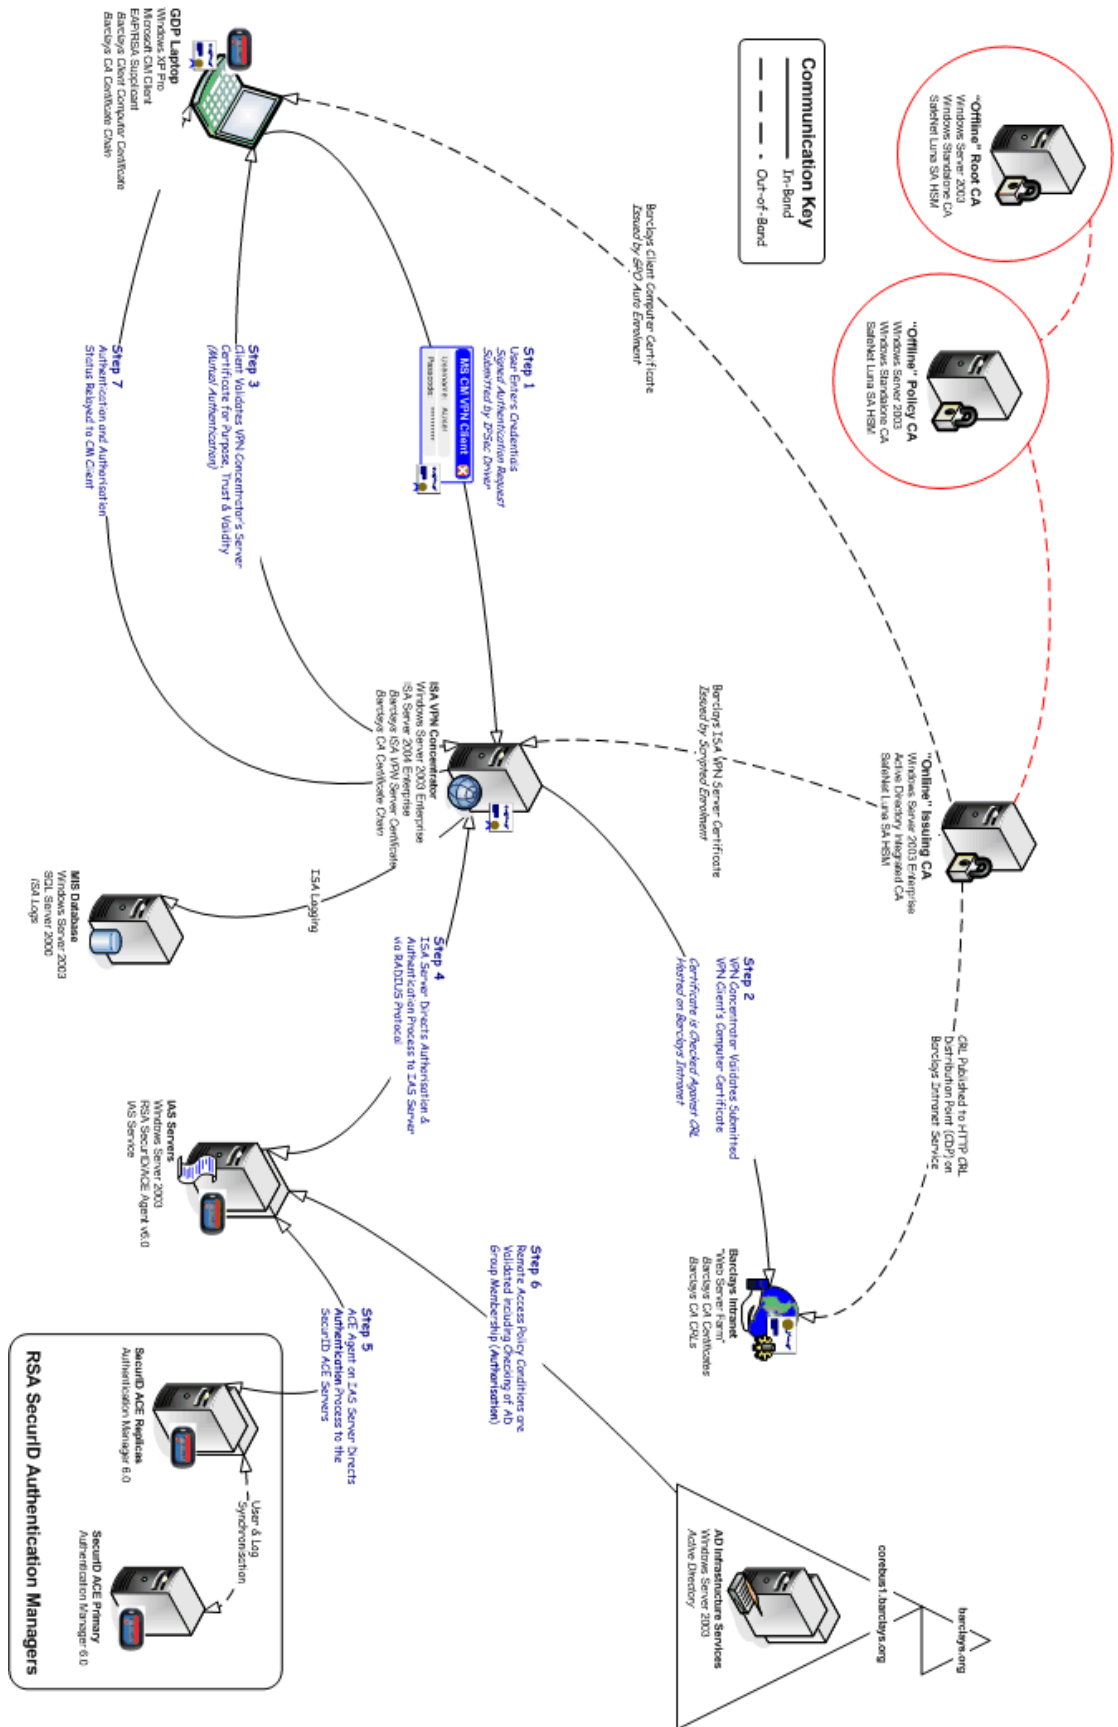 "Offline" Root CA
Windows Server 2003
Windows Standalone CA
SafeNet Luna SA HSM
"Offline" Policy CA
Windows Server 2003
Windows Standalone CA
SafeNet Luna SA HSM
"Online" Issuing CA
Windows Server 2003 Enterprise
Active Directory Integrated CA
SafeNet Luna SA HSM
barclays.org
corebus1.barclays.org
AD Infrastructure Services
Windows Server 2003
Active Directory
Communication Key
In-Band
Out-of-Band
Barclays Client Computer Certificate
Issued by GPO Auto Enrolment
Barclays ISA VPN Server Certificate
Issued by Scripted Enrolment
CRL Published to HTTP CRL
Distribution Point (CDP) on
Barclays Intranet Service
Barclays Intranet
"Web Server Farm"
Barclays CA Certificates
Barclays CA CRLs
Step 2
VPN Concentrator Validates Submitted
VPN Client's Computer Certificate
Certificate is Checked Against CRL
Hosted on Barclays Intranet
Step 1
User Enters Credentials
Signed Authentication Request
Submitted by IPSec Driver
MS CM VPN Client
Username: AUser
Passcode: **********
Step 6
Remote Access Policy Conditions are
Validated including Checking of AD
Group Membership (Authorisation)
ISA VPN Concentrator
Windows Server 2003 Enterprise
ISA Server 2004 Enterprise
Barclays ISA VPN Server Certificate
Barclays CA Certificate Chain
Step 4
ISA Server Directs Authorisation &
Authentication Process to IAS Server
via RADIUS Protocol
Step 5
ACE Agent on IAS Server Directs
Authentication Process to the
SecurID ACE Servers
ISA Logging
Step 3
Client Validates VPN Concentrator's Server
Certificate for Purpose, Trust & Validity
(Mutual Authentication)
GDP Laptop
Windows XP Pro
Microsoft CM Client
EAP/RSA Supplicant
Barclays Client Computer Certificate
Barclays CA Certificate Chain
Step 7
Authentication and Authorisation
Status Relayed to CM Client
MIS Database
Windows Server 2003
SQL Server 2000
ISA Logs
IAS Servers
Windows Server 2003
RSA SecurID/ACE Agent v6.0
IAS Service
User & Log
Synchronisation
SecurID ACE Replicas
Authentication Manager 6.0
SecurID ACE Primary
Authentication Manager 6.0
RSA SecurID Authentication Managers